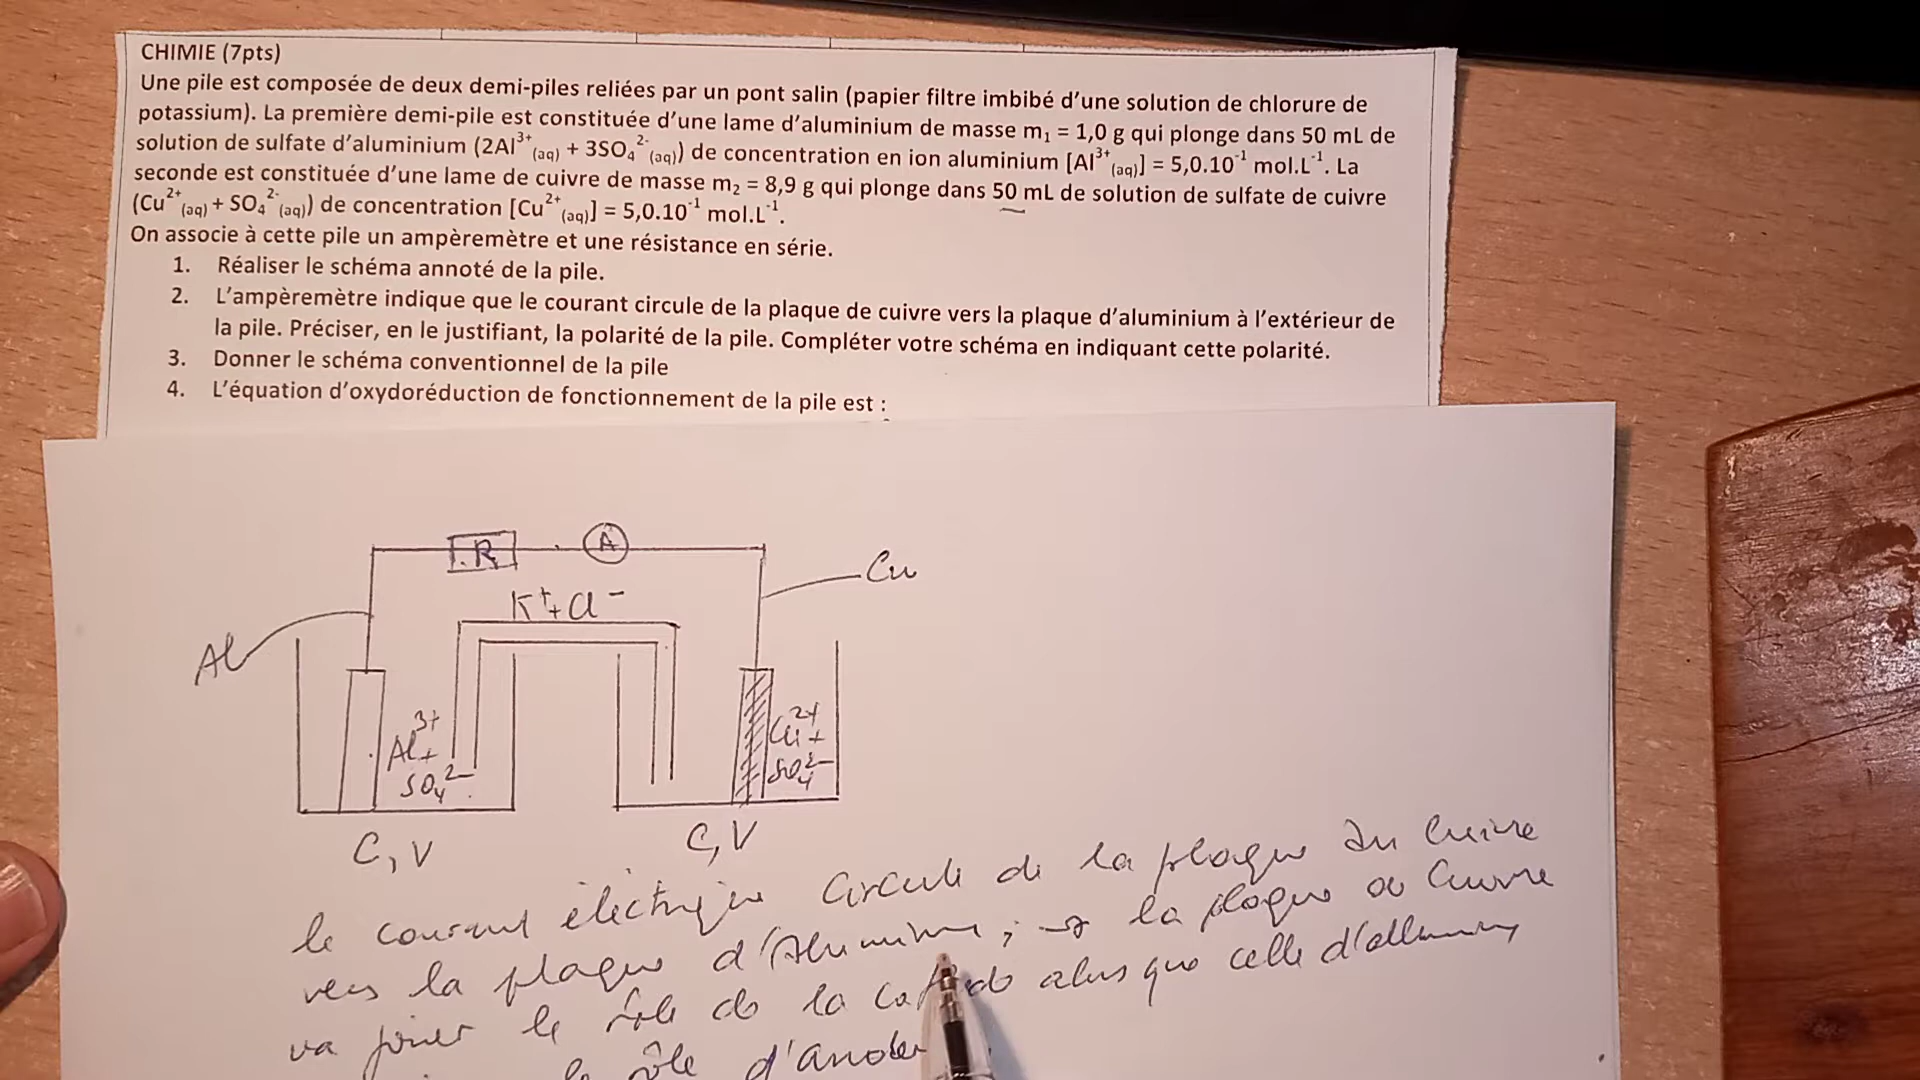 CHIMIE (7pts)
Une pile est composée de deux demi-piles reliées par un pont salin (papier filtre imbibé d’une solution de chlorure de
potassium). La première demi-pile est constituée d’une lame d’aluminium de masse m₁ = 1,0 g qui plonge dans 50 mL de
solution de sulfate d’aluminium (2Al³⁺(aq) + 3SO₄²⁻(aq)) de concentration en ion aluminium [Al³⁺(aq)] = 5,0.10⁻¹ mol.L⁻¹. La
seconde est constituée d’une lame de cuivre de masse m₂ = 8,9 g qui plonge dans 50 mL de solution de sulfate de cuivre
(Cu²⁺(aq) + SO₄²⁻(aq)) de concentration [Cu²⁺(aq)] = 5,0.10⁻¹ mol.L⁻¹.
On associe à cette pile un ampèremètre et une résistance en série.
1. Réaliser le schéma annoté de la pile.
2. L’ampèremètre indique que le courant circule de la plaque de cuivre vers la plaque d’aluminium à l’extérieur de
la pile. Préciser, en le justifiant, la polarité de la pile. Compléter votre schéma en indiquant cette polarité.
3. Donner le schéma conventionnel de la pile
4. L’équation d’oxydoréduction de fonctionnement de la pile est :
R A
Cu
K⁺ + Cl⁻
Al
Al³⁺ +
SO₄²⁻
Cu²⁺ +
SO₄²⁻
C, V
C, V
le courant électrique circule de la plaque du Cuivre
vers la plaque d'Alumine ; → la plaque de Cuivre
va jouer le rôle de la alors que celle d'
le rôle d'anode